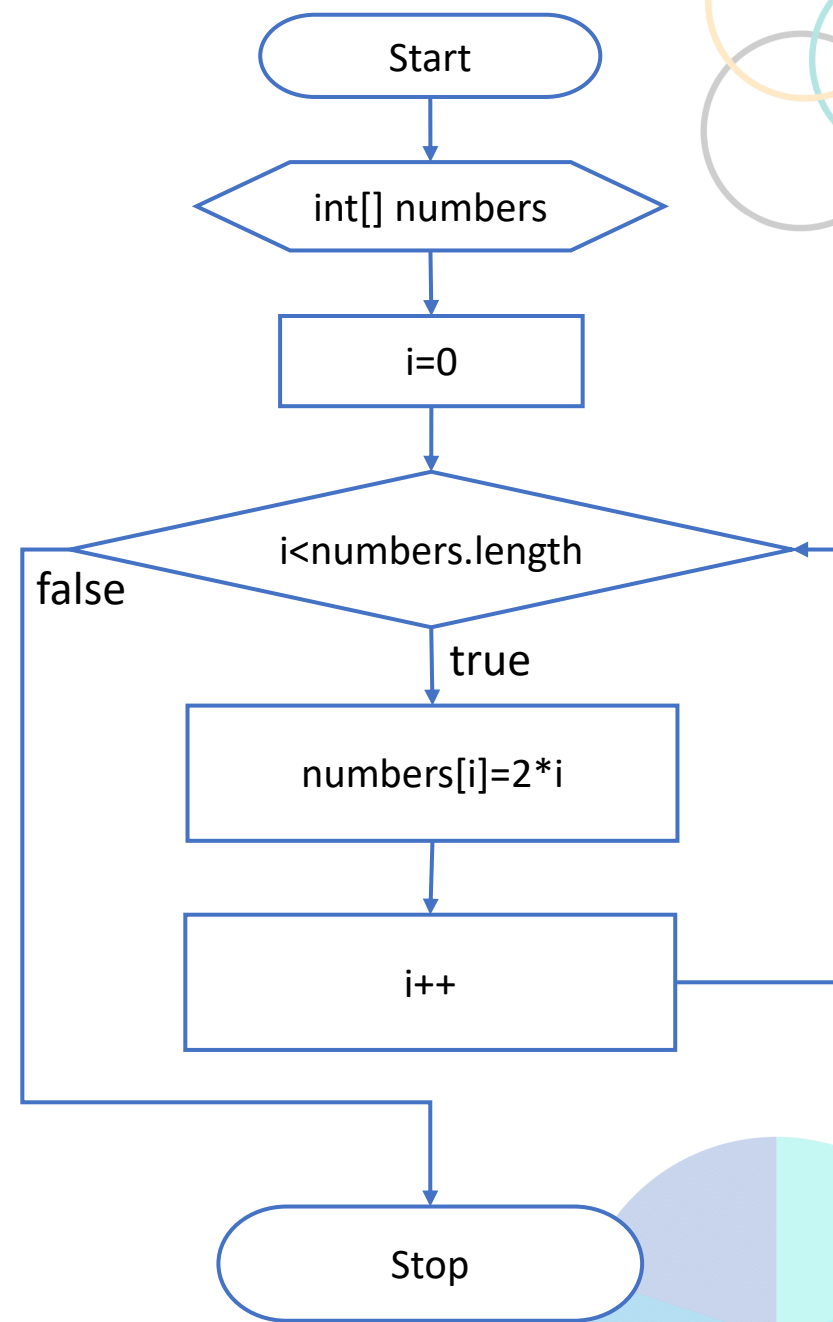 Start
int[] numbers
i=0
i<numbers.length
false
true
numbers[i]=2*i
i++
Stop